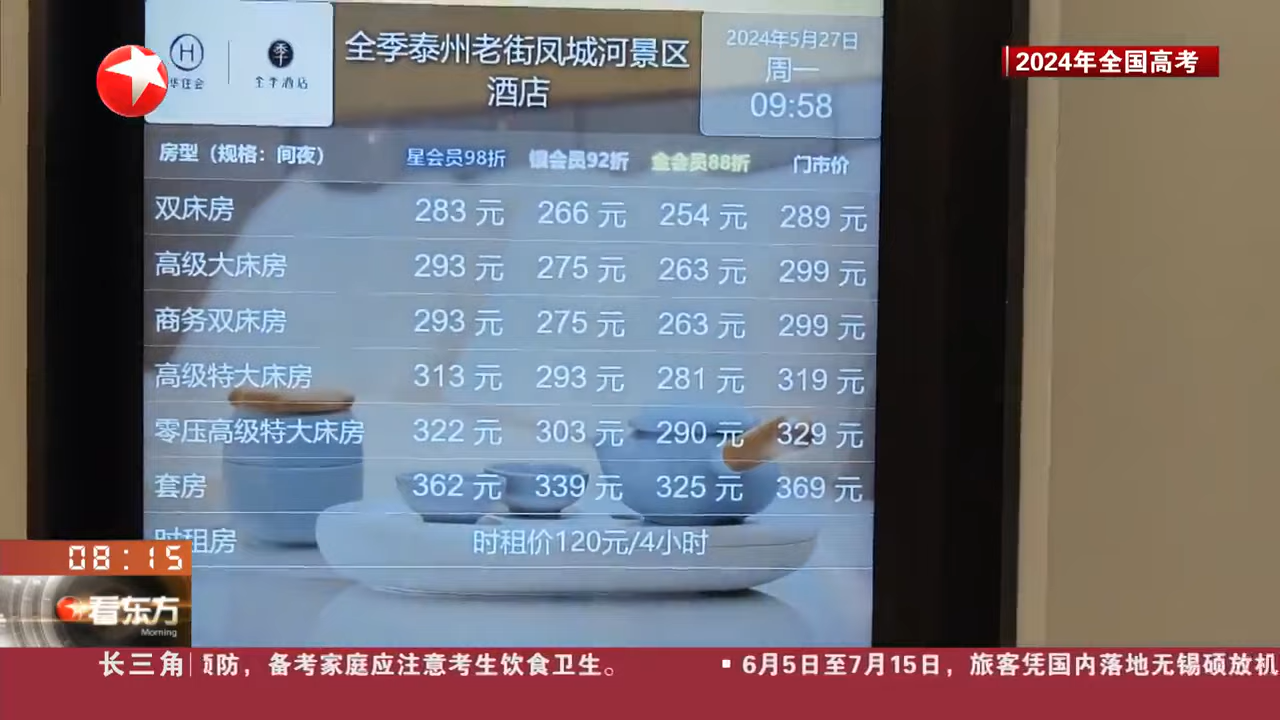 华住会
全季酒店
全季泰州老街凤城河景区
酒店
2024年5月27日
周一
09:58
2024年全国高考
房型（规格：间夜） 星会员98折 银会员92折 金会员88折 门市价
双床房 283 元 266 元 254 元 289 元
高级大床房 293 元 275 元 263 元 299 元
商务双床房 293 元 275 元 263 元 299 元
高级特大床房 313 元 293 元 281 元 319 元
零压高级特大床房 322 元 303 元 290 元 329 元
套房 362 元 339 元 325 元 369 元
时租房 时租价120元/4小时
08:15
看东方
Morning
长三角 预防，备考家庭应注意考生饮食卫生。 ▪ 6月5日至7月15日，旅客凭国内落地无锡硕放机